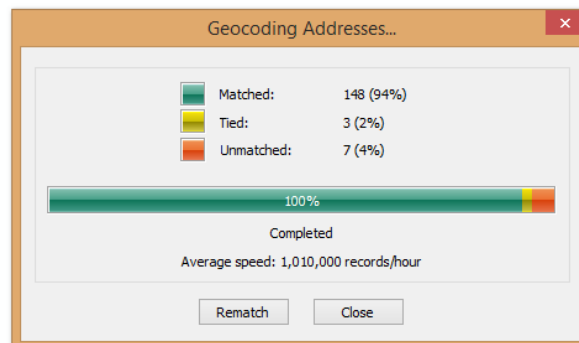 Geocoding Addresses...
Matched: 148 (94%)
Tied: 3 (2%)
Unmatched: 7 (4%)
100%
Completed
Average speed: 1,010,000 records/hour
Rematch Close